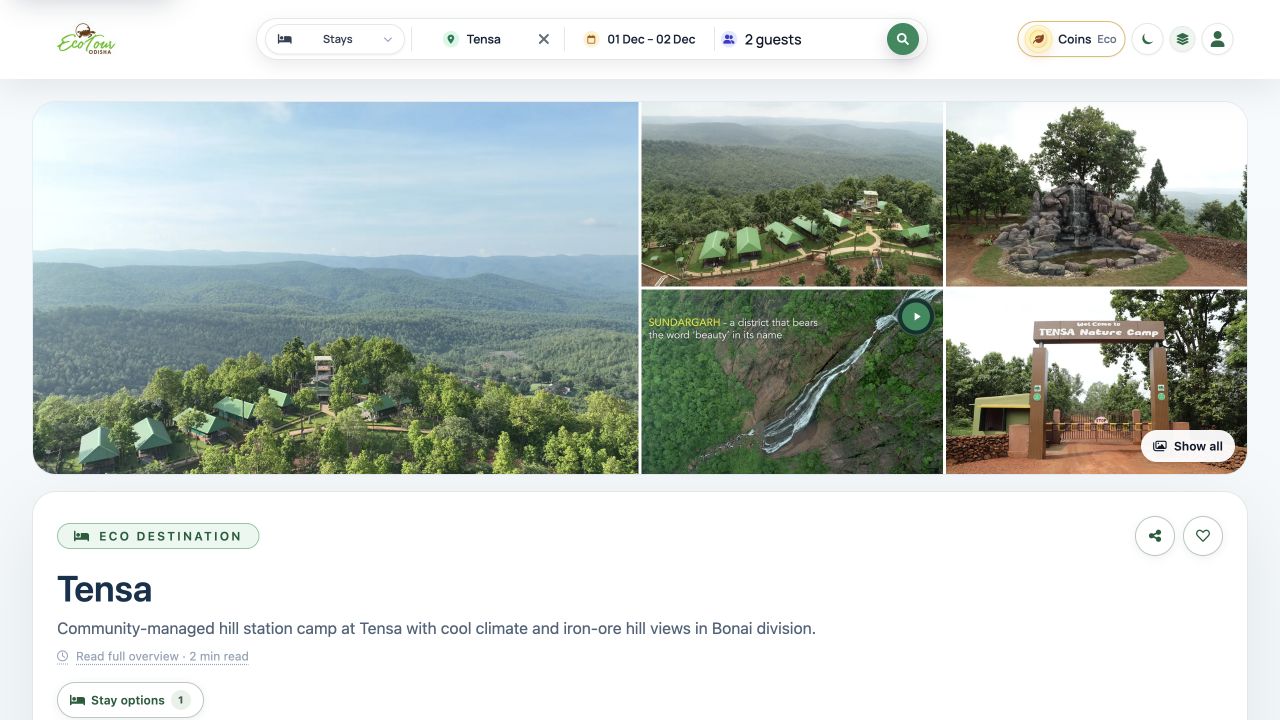 EcoTour
ODISHA
Stays
Tensa
01 Dec – 02 Dec
2 guests
Coins Eco
SUNDARGARH - a district that bears
the word 'beauty' in its name
Wel Come to
TENSA Nature Camp
STOP
Show all
ECO DESTINATION
Tensa
Community-managed hill station camp at Tensa with cool climate and iron-ore hill views in Bonai division.
Read full overview · 2 min read
Stay options 1